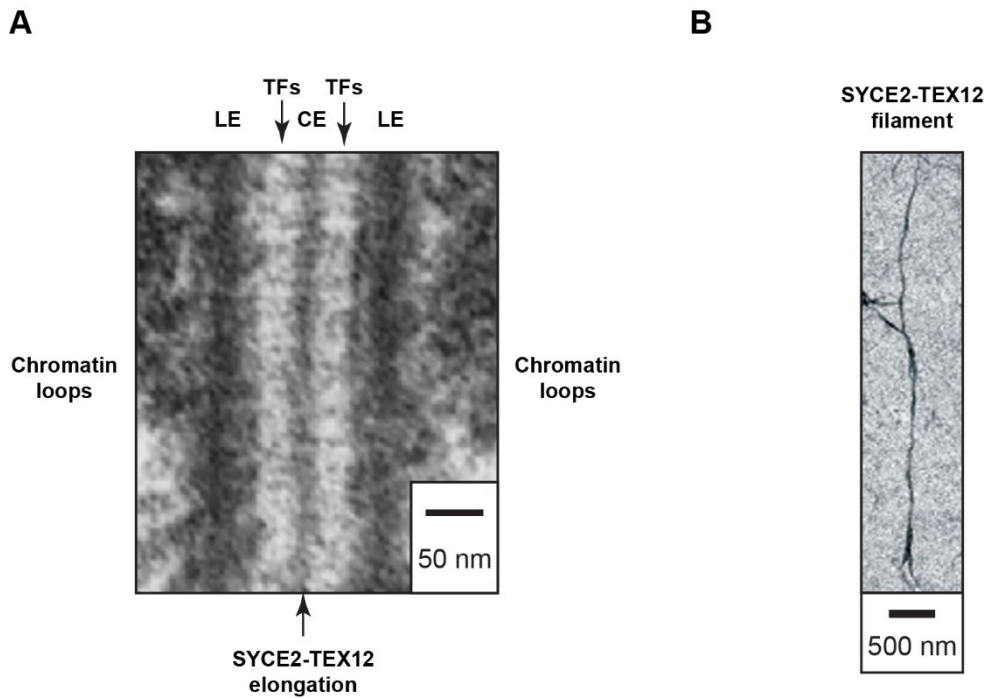 A
B
TFs TFs
LE CE LE
SYCE2-TEX12
filament
Chromatin
loops
Chromatin
loops
50 nm
500 nm
SYCE2-TEX12
elongation